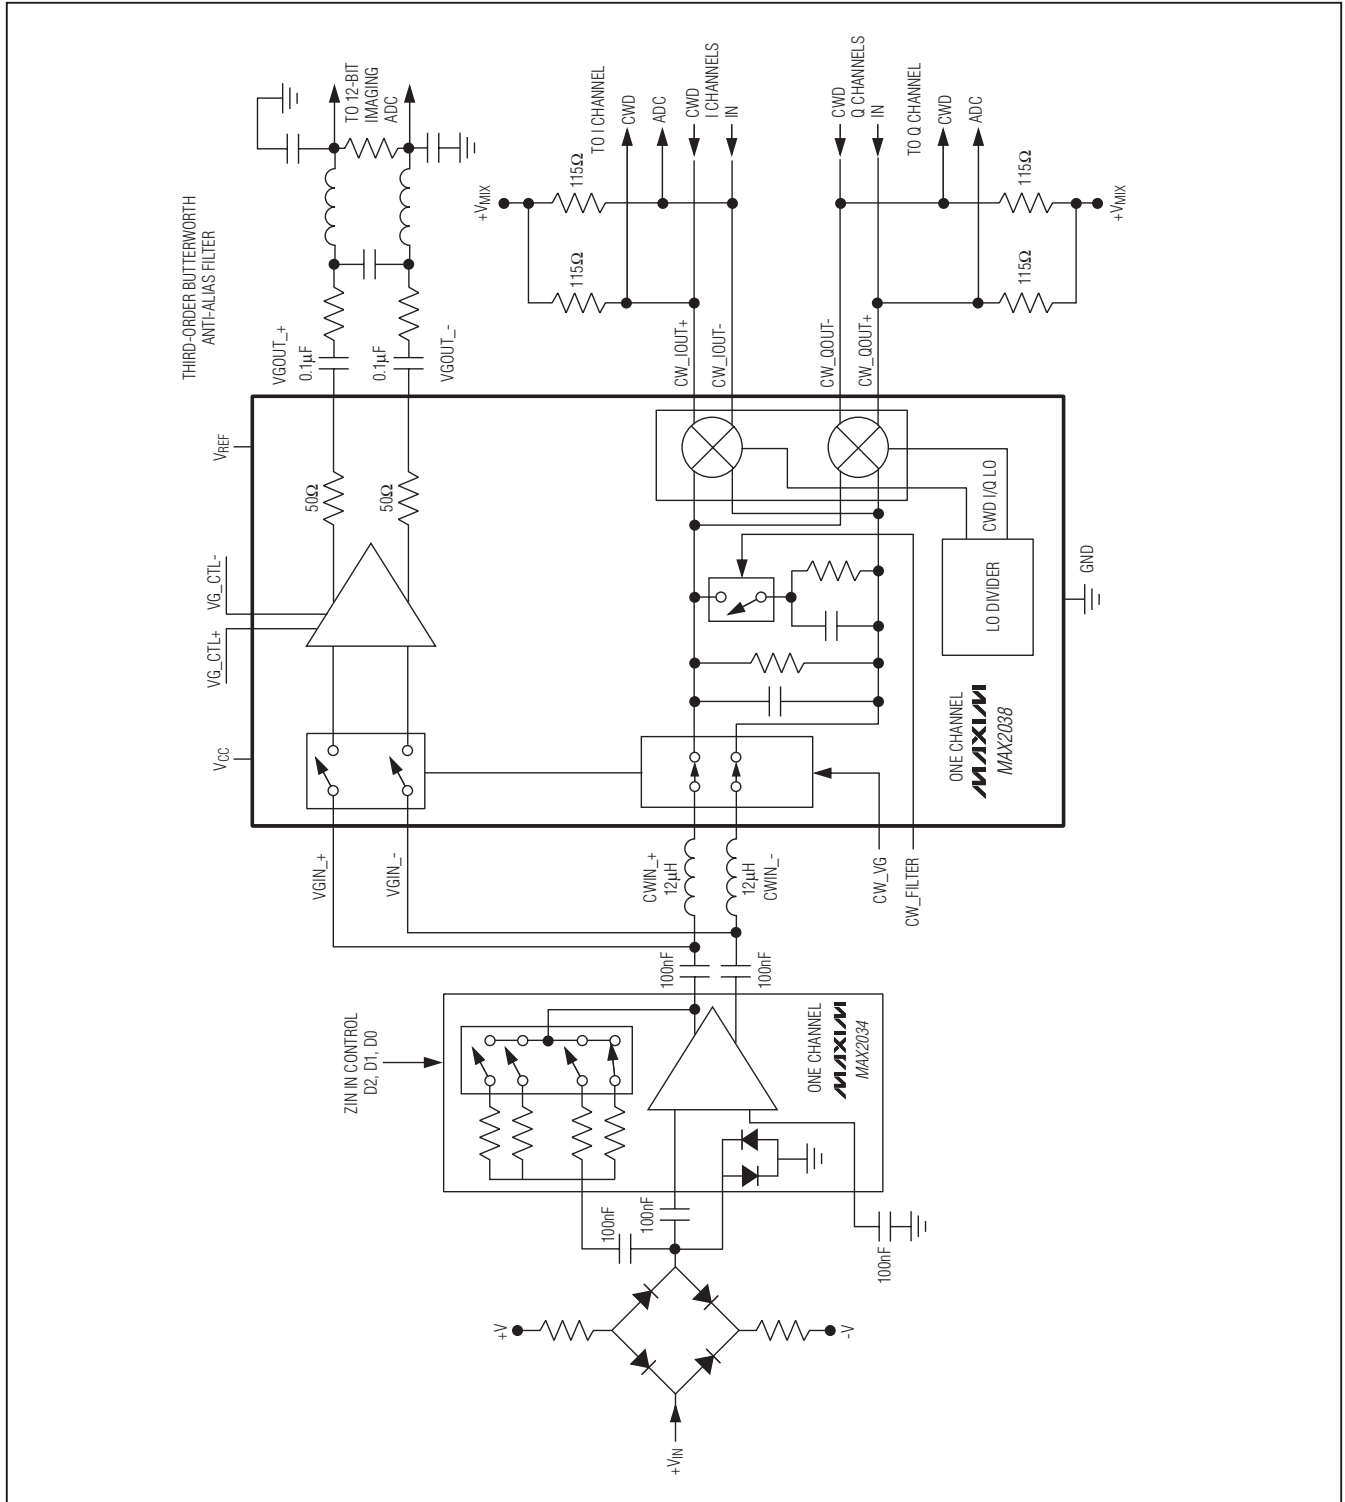 THIRD-ORDER BUTTERWORTH
ANTI-ALIAS FILTER
TO 12-BIT
IMAGING
ADC
VGOUT_+
0.1µF
0.1µF
VGOUT_-
+VMIX
115Ω
115Ω
TO I CHANNEL
CWD
ADC
CWD
I CHANNELS
IN
CWD
Q CHANNELS
IN
TO Q CHANNEL
CWD
ADC
115Ω
115Ω
+VMIX
CW_IOUT+
CW_IOUT-
CW_QOUT-
CW_QOUT+
VREF
50Ω
50Ω
VG_CTL-
VG_CTL+
VCC
CWD I/Q LO
LO DIVIDER
GND
ONE CHANNEL
MAXIM
MAX2038
VGIN_+
VGIN_-
CWIN_+
12µH
12µH
CWIN_-
CW_VG
CW_FILTER
100nF
100nF
ZIN IN CONTROL
D2, D1, D0
ONE CHANNEL
MAXIM
MAX2034
100nF
100nF
100nF
+V
-V
+VIN